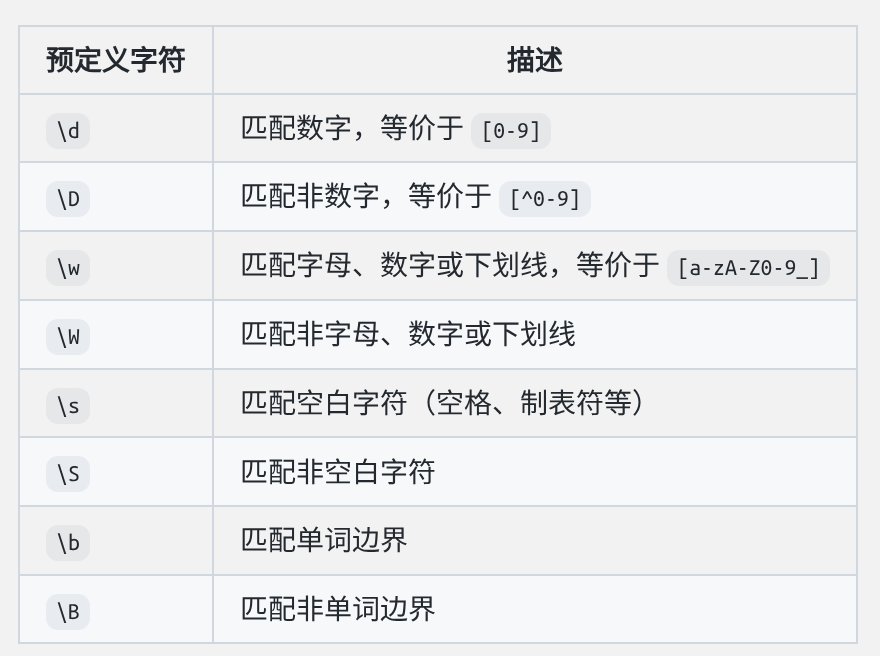 预定义字符 描述
\d 匹配数字，等价于 [0-9]
\D 匹配非数字，等价于 [^0-9]
\w 匹配字母、数字或下划线，等价于 [a-zA-Z0-9_]
\W 匹配非字母、数字或下划线
\s 匹配空白字符（空格、制表符等）
\S 匹配非空白字符
\b 匹配单词边界
\B 匹配非单词边界